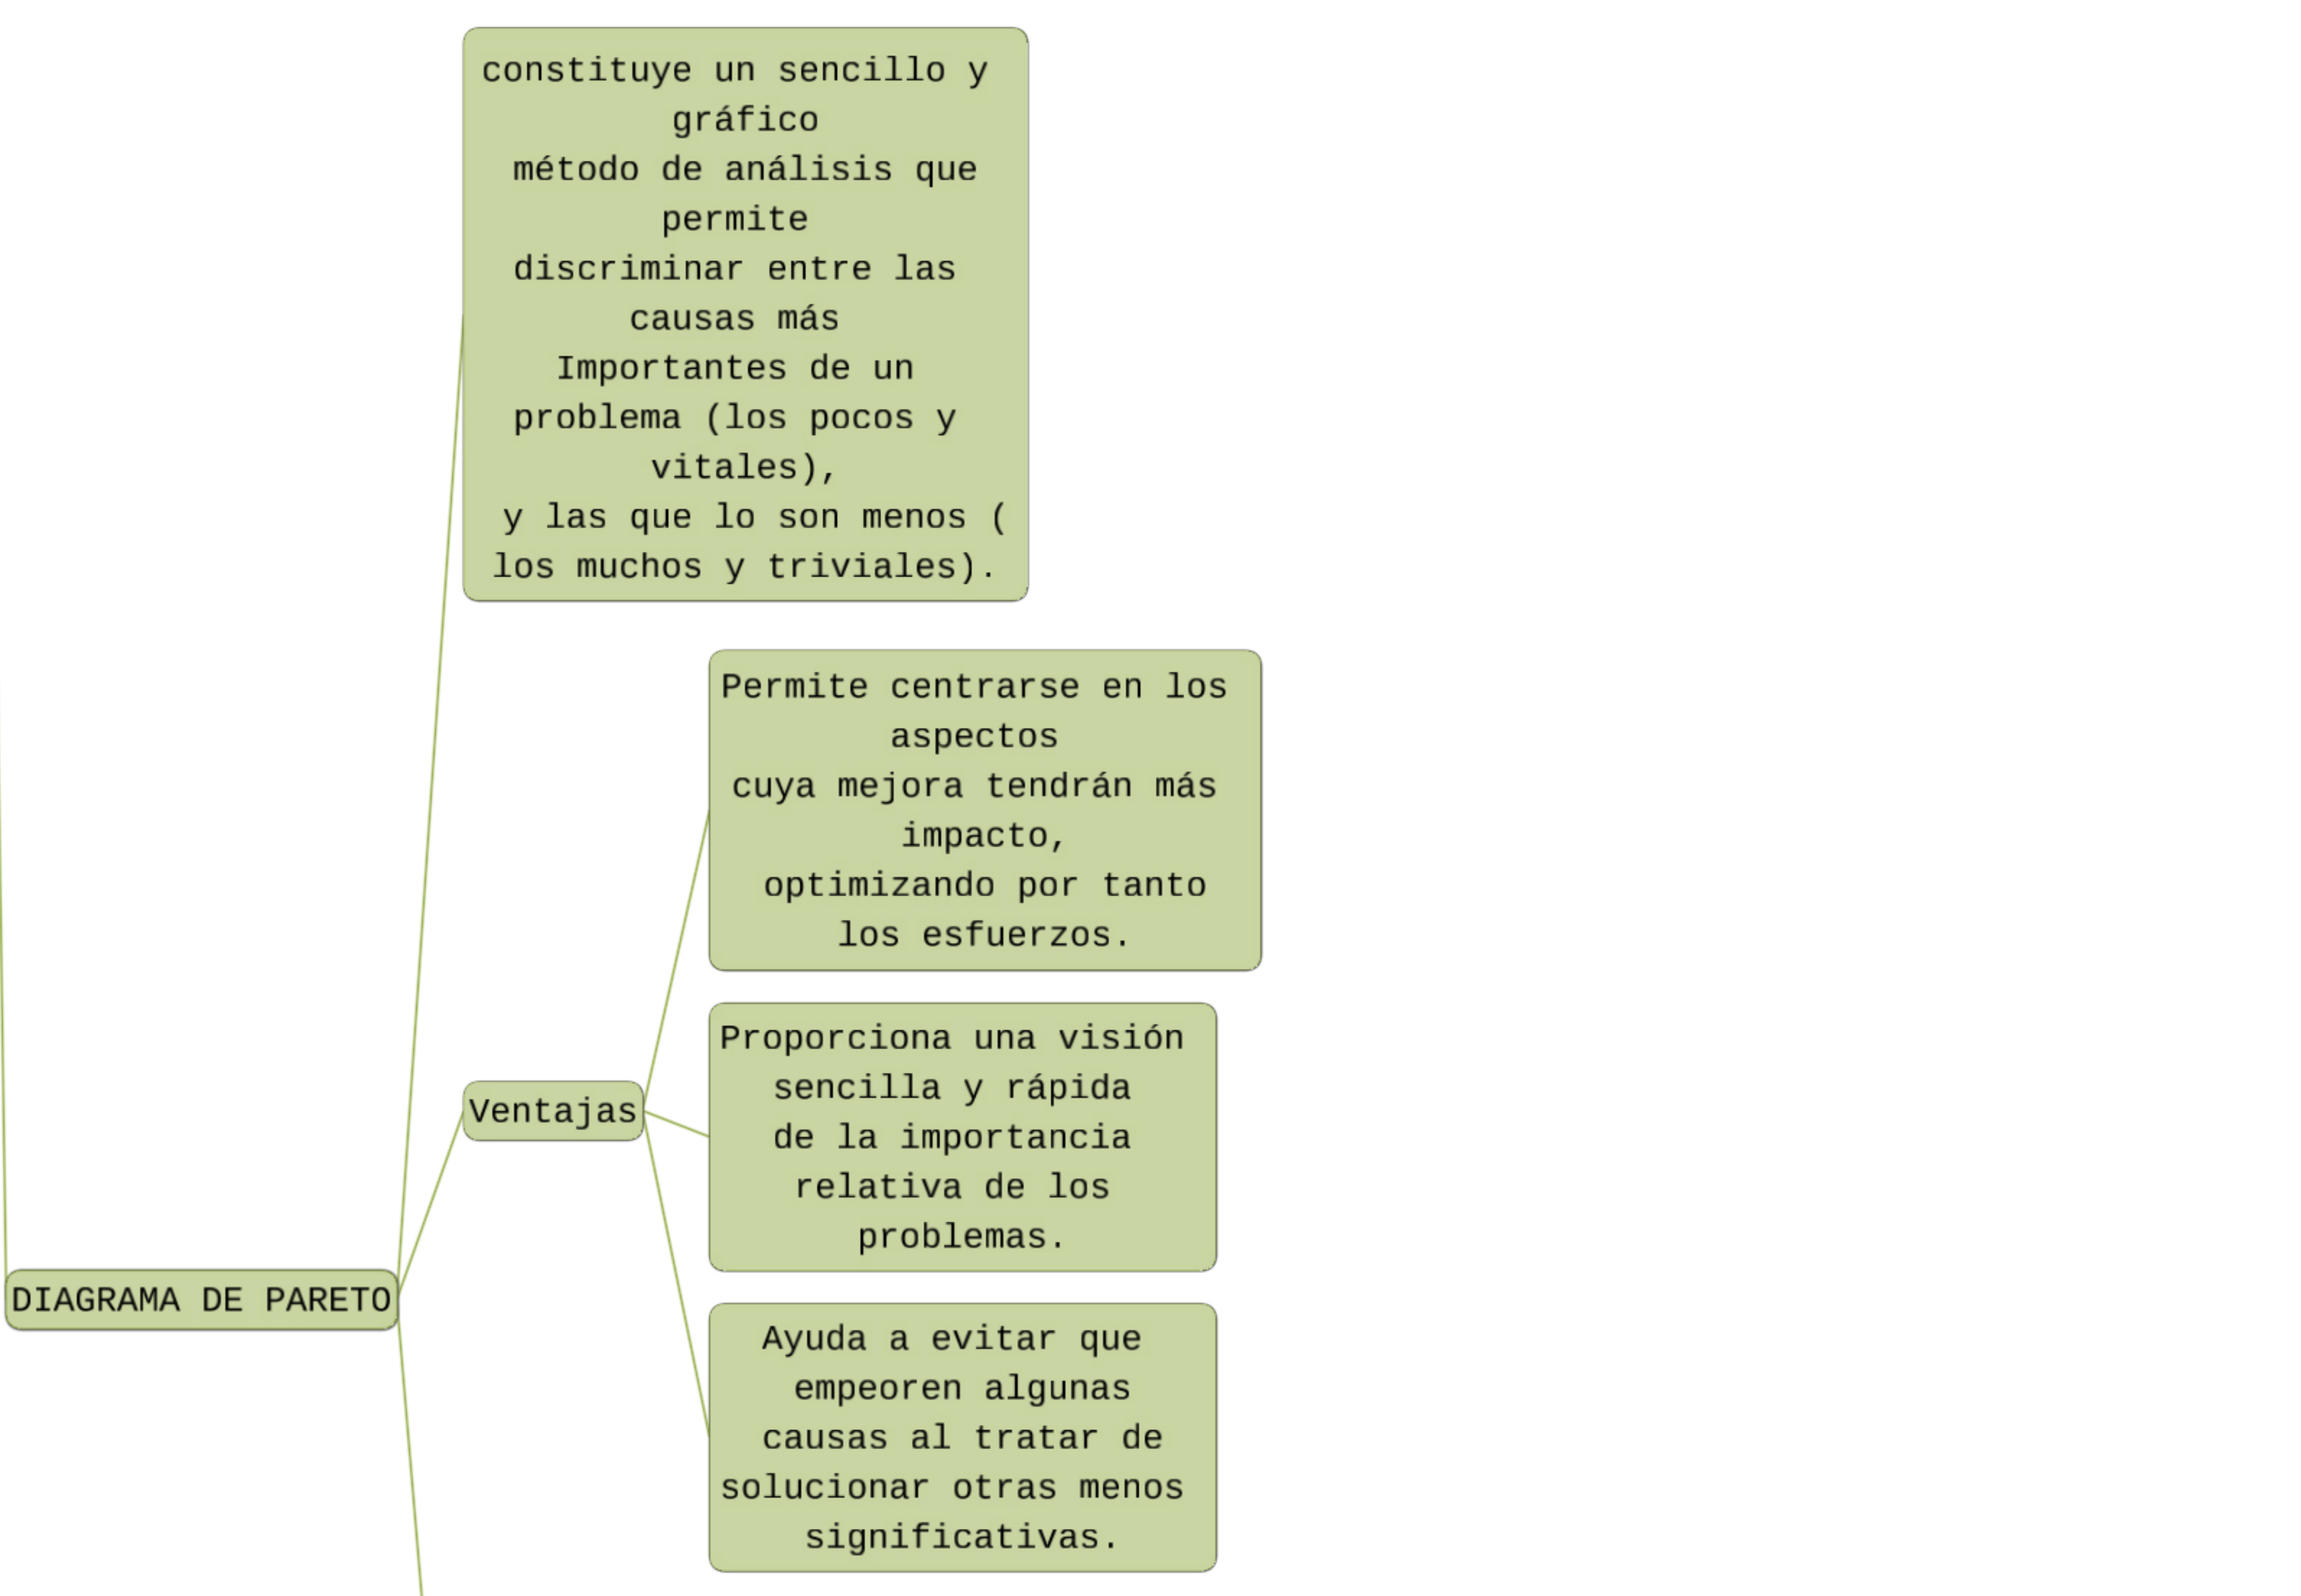 constituye un sencillo y
gráfico
método de análisis que
permite
discriminar entre las
causas más
Importantes de un
problema (los pocos y
vitales),
y las que lo son menos (
los muchos y triviales).
Permite centrarse en los
aspectos
cuya mejora tendrán más
impacto,
optimizando por tanto
los esfuerzos.
Proporciona una visión
sencilla y rápida
de la importancia
relativa de los
problemas.
Ventajas
DIAGRAMA DE PARETO
Ayuda a evitar que
empeoren algunas
causas al tratar de
solucionar otras menos
significativas.